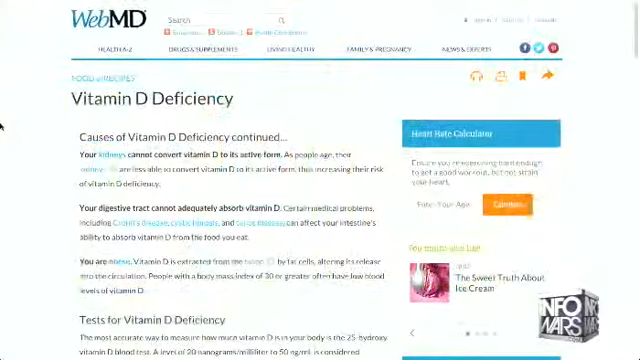 WebMD
Search
HEALTH A-Z
DRUGS & SUPPLEMENTS
LIVING HEALTHY
FAMILY & PREGNANCY
NEWS & EXPERTS
FOOD & RECIPES
Vitamin D Deficiency
Causes of Vitamin D Deficiency continued...
Your kidneys cannot convert vitamin D to its active form. As people age, their
kidneys are less able to convert vitamin D to its active form, thus increasing their risk
of vitamin D deficiency.
Your digestive tract cannot adequately absorb vitamin D. Certain medical problems,
including Crohn's disease, cystic fibrosis, and celiac disease, can affect your intestine's
ability to absorb vitamin D from the food you eat.
You are obese. Vitamin D is extracted from the blood by fat cells, altering its release
into the circulation. People with a body mass index of 30 or greater often have low blood
levels of vitamin D.
Tests for Vitamin D Deficiency
The most accurate way to measure how much vitamin D is in your body is the 25-hydroxy
vitamin D blood test. A level of 20 nanograms/milliliter to 50 ng/mL is considered
Heart Rate Calculator
Ensure you're exercising hard enough
to get a good workout, but not strain
your heart.
Enter Your Age
You might also like
The Sweet Truth About
Ice Cream
INFO
WARS
.com